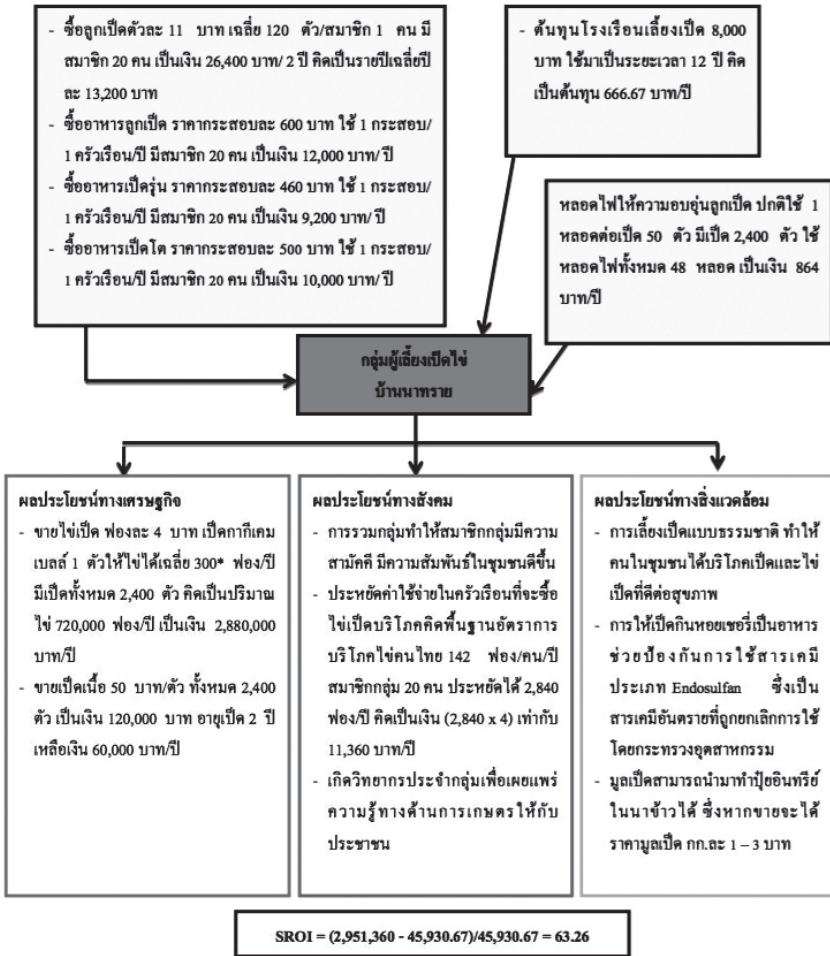 - ซื้อลูกเป็ดตัวละ 11 บาท เฉลี่ย 120 ตัว/สมาชิก 1 คน มี
สมาชิก 20 คน เป็นเงิน 26,400 บาท/ 2 ปี คิดเป็นรายปีเฉลี่ยปี
ละ 13,200 บาท
- ซื้ออาหารลูกเป็ด ราคากระสอบละ 600 บาท ใช้ 1 กระสอบ/
1 ครัวเรือน/ปี มีสมาชิก 20 คน เป็นเงิน 12,000 บาท/ ปี
- ซื้ออาหารเป็ดรุ่น ราคากระสอบละ 460 บาท ใช้ 1 กระสอบ/
1 ครัวเรือน/ปี มีสมาชิก 20 คน เป็นเงิน 9,200 บาท/ ปี
- ซื้ออาหารเป็ดโต ราคากระสอบละ 500 บาท ใช้ 1 กระสอบ/
1 ครัวเรือน/ปี มีสมาชิก 20 คน เป็นเงิน 10,000 บาท/ ปี
- ต้นทุนโรงเรือนเลี้ยงเป็ด 8,000
บาท ใช้มาเป็นระยะเวลา 12 ปี คิด
เป็นต้นทุน 666.67 บาท/ปี
หลอดไฟให้ความอบอุ่นลูกเป็ด ปกติใช้ 1
หลอดต่อเป็ด 50 ตัว มีเป็ด 2,400 ตัว ใช้
หลอดไฟทั้งหมด 48 หลอด เป็นเงิน 864
บาท/ปี
กลุ่มผู้เลี้ยงเป็ดไข่
บ้านนาทราย
ผลประโยชน์ทางเศรษฐกิจ
- ขายไข่เป็ด ฟองละ 4 บาท เป็ดกากีเคม
เบลล์ 1 ตัวให้ไข่ได้เฉลี่ย 300* ฟอง/ปี
มีเป็ดทั้งหมด 2,400 ตัว คิดเป็นปริมาณ
ไข่ 720,000 ฟอง/ปี เป็นเงิน 2,880,000
บาท/ปี
- ขายเป็ดเนื้อ 50 บาท/ตัว ทั้งหมด 2,400
ตัว เป็นเงิน 120,000 บาท อายุเป็ด 2 ปี
เหลือเงิน 60,000 บาท/ปี
ผลประโยชน์ทางสังคม
- การรวมกลุ่มทำให้สมาชิกกลุ่มมีความ
สามัคคี มีความสัมพันธ์ในชุมชนดีขึ้น
- ประหยัดค่าใช้จ่ายในครัวเรือนที่จะซื้อ
ไข่เป็ดบริโภคคิดพื้นฐานอัตราการ
บริโภคไข่คนไทย 142 ฟอง/คน/ปี
สมาชิกกลุ่ม 20 คน ประหยัดได้ 2,840
ฟอง/ปี คิดเป็นเงิน (2,840 x 4) เท่ากับ
11,360 บาท/ปี
- เกิดวิทยากรประจำกลุ่มเพื่อเผยแพร่
ความรู้ทางด้านการเกษตรให้กับ
ประชาชน
ผลประโยชน์ทางสิ่งแวดล้อม
- การเลี้ยงเป็ดแบบธรรมชาติ ทำให้
คนในชุมชนได้บริโภคเป็ดและไข่
เป็ดที่ดีต่อสุขภาพ
- การให้เป็ดกินหอยเชอรี่เป็นอาหาร
ช่วยป้องกันการใช้สารเคมี
ประเภท Endosulfan ซึ่งเป็น
สารเคมีอันตรายที่ถูกยกเลิกการใช้
โดยกระทรวงอุตสาหกรรม
- มูลเป็ดสามารถนำมาทำปุ๋ยอินทรีย์
ในนาข้าวได้ ซึ่งหากขายจะได้
ราคามูลเป็ด กก.ละ 1 – 3 บาท
SROI = (2,951,360 - 45,930.67)/45,930.67 = 63.26